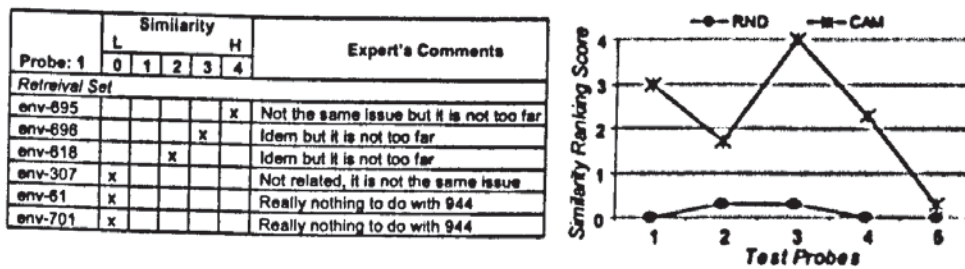 Similarity
L H
Probe: 1 0 1 2 3 4 Expert's Comments
Retreival Set
env-695 x Not the same issue but it is not too far
env-696 x Idem but it is not too far
env-618 x Idem but it is not too far
env-307 x Not related, it is not the same issue
env-61 x Really nothing to do with 944
env-701 x Really nothing to do with 944
RND CAM
Similarity Ranking Score
4
3
2
1
0
1 2 3 4 5
Test Probes